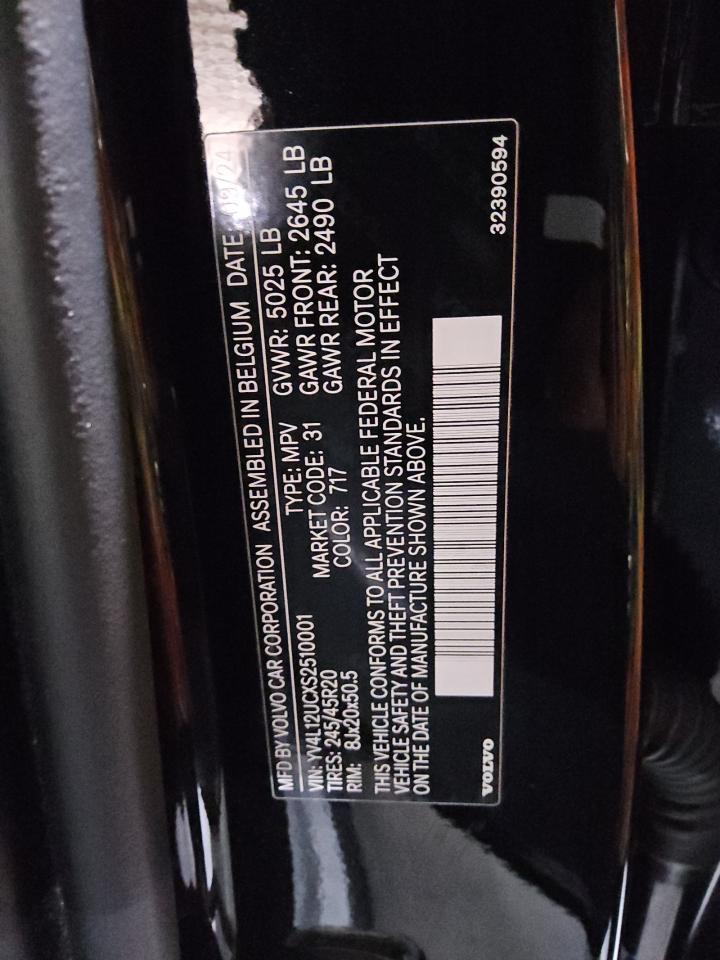 MFD BY VOLVO CAR CORPORATION ASSEMBLED IN BELGIUM DATE: 09/24
VIN: YV4L12UCXS2510001 TYPE: MPV GVWR: 5025 LB
TIRES: 245/45R20 MARKET CODE: 31 GAWR FRONT: 2645 LB
RIM: 8Jx20x50.5 COLOR: 717 GAWR REAR: 2490 LB
THIS VEHICLE CONFORMS TO ALL APPLICABLE FEDERAL MOTOR
VEHICLE SAFETY AND THEFT PREVENTION STANDARDS IN EFFECT
ON THE DATE OF MANUFACTURE SHOWN ABOVE.
VOLVO 32390594